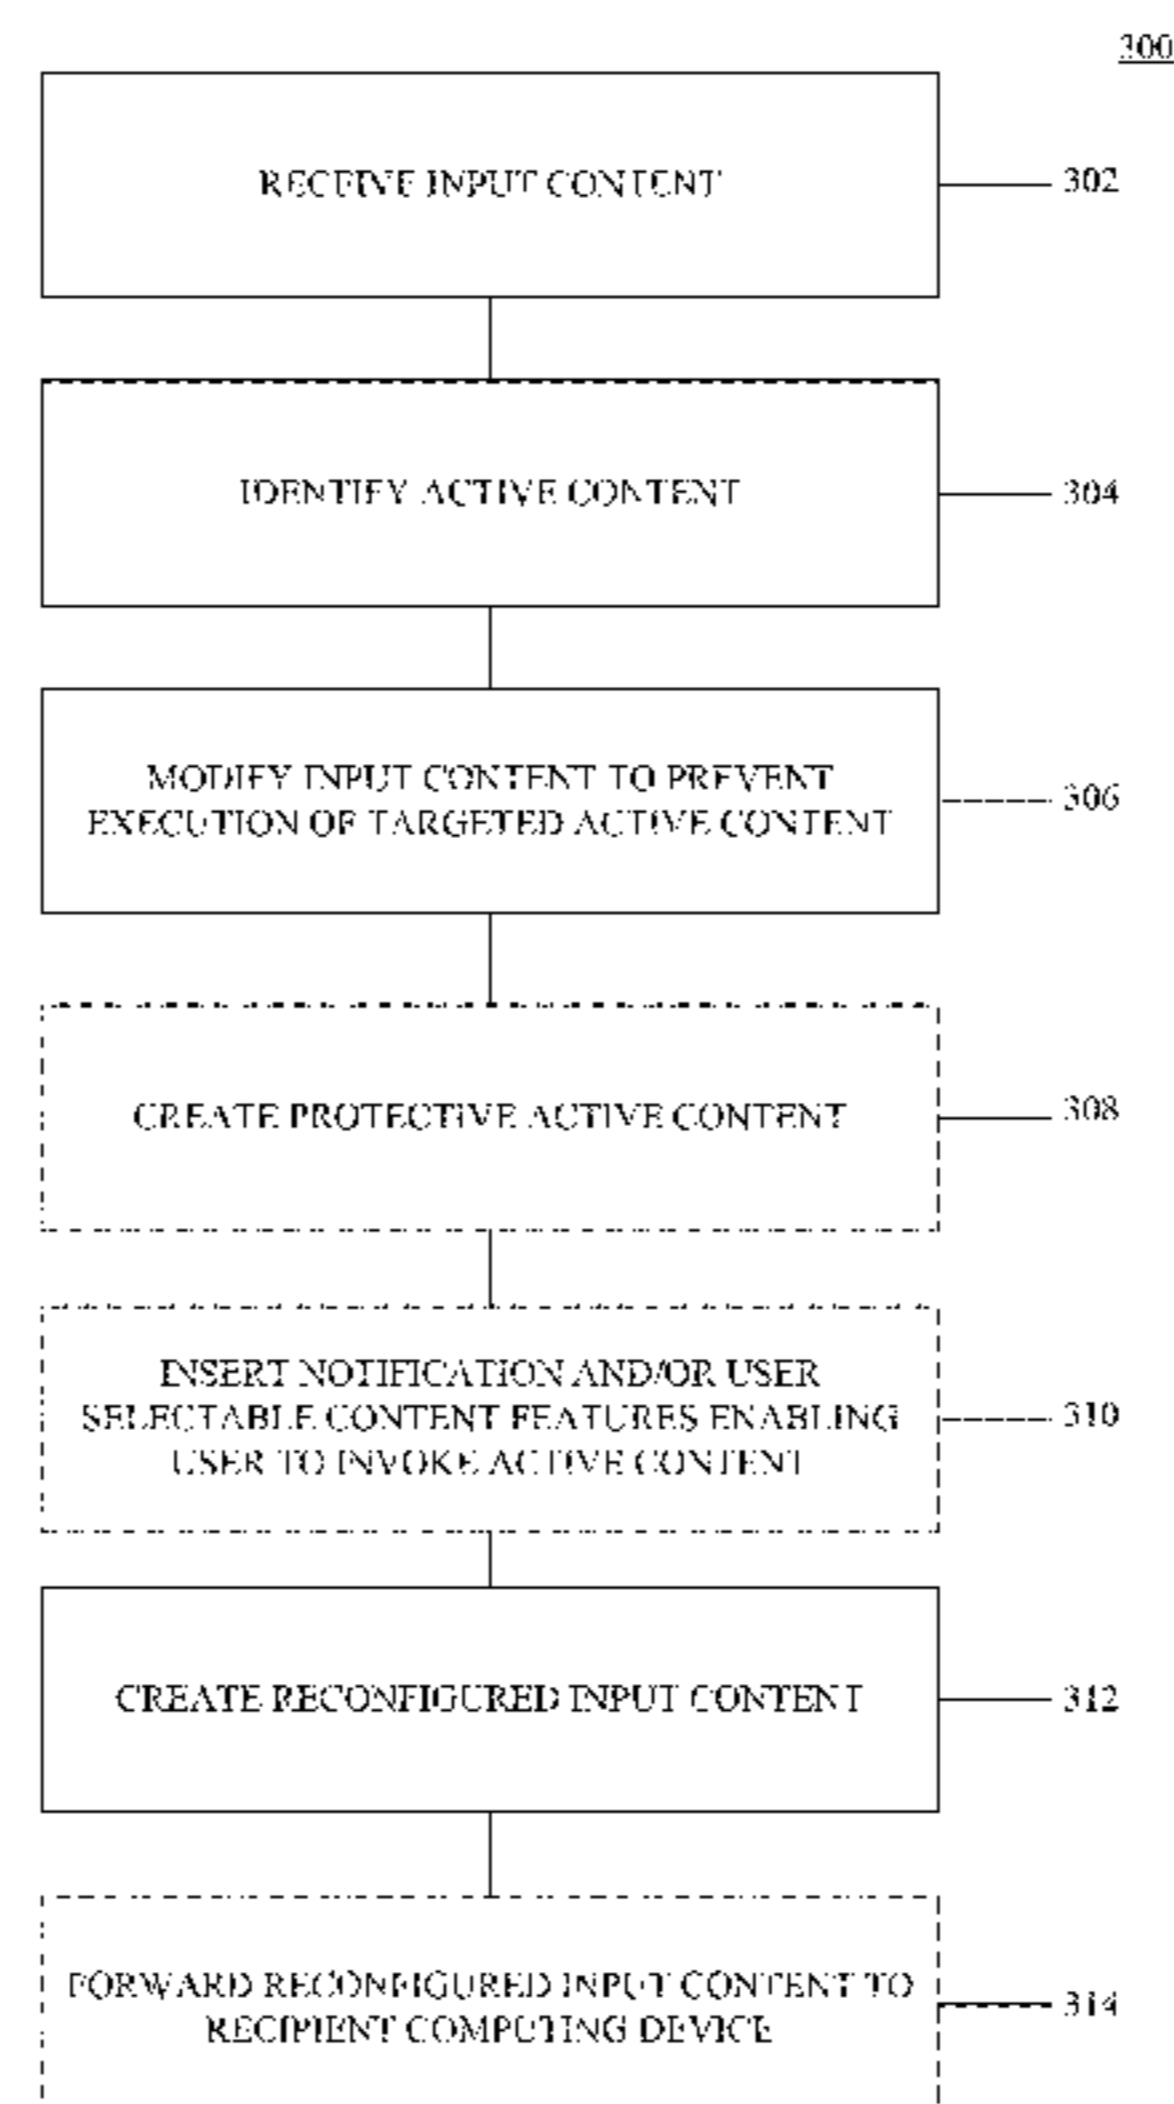 300
RECEIVE INPUT CONTENT
302
IDENTIFY ACTIVE CONTENT
304
MODIFY INPUT CONTENT TO PREVENT
EXECUTION OF TARGETED ACTIVE CONTENT
306
CREATE PROTECTIVE ACTIVE CONTENT
308
INSERT NOTIFICATION AND/OR USER
SELECTABLE CONTENT FEATURES ENABLING
USER TO INVOKE ACTIVE CONTENT
310
CREATE RECONFIGURED INPUT CONTENT
312
FORWARD RECONFIGURED INPUT CONTENT TO
RECIPIENT COMPUTING DEVICE
314